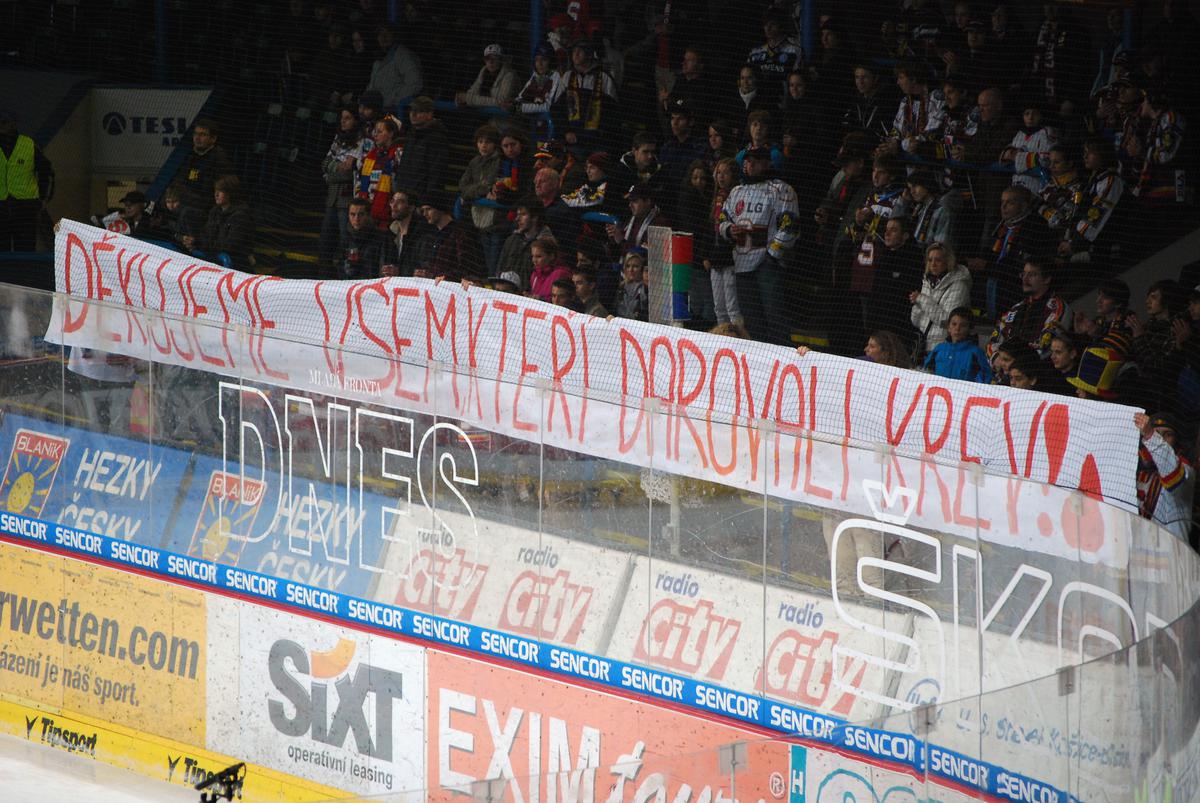 TESLA
LG
DĚKUJEME VŠEM,KTEŘÍ DAROVALI KREV!
MLADÁ FRONTA
DNES
BLANÍK
HEZKY
ČESKY
BLANÍK
HEZKY
ČESKY
radio
city
radio
city
radio
city
radio
city
SENCOR SENCOR SENCOR SENCOR SENCOR SENCOR SENCOR SENCOR SENCOR SENCOR SENCOR SENCOR SENCOR SENCOR
rwetten.com
ázení je náš sport.
SIXT
operativní leasing
EXIM
tour
Tipsport